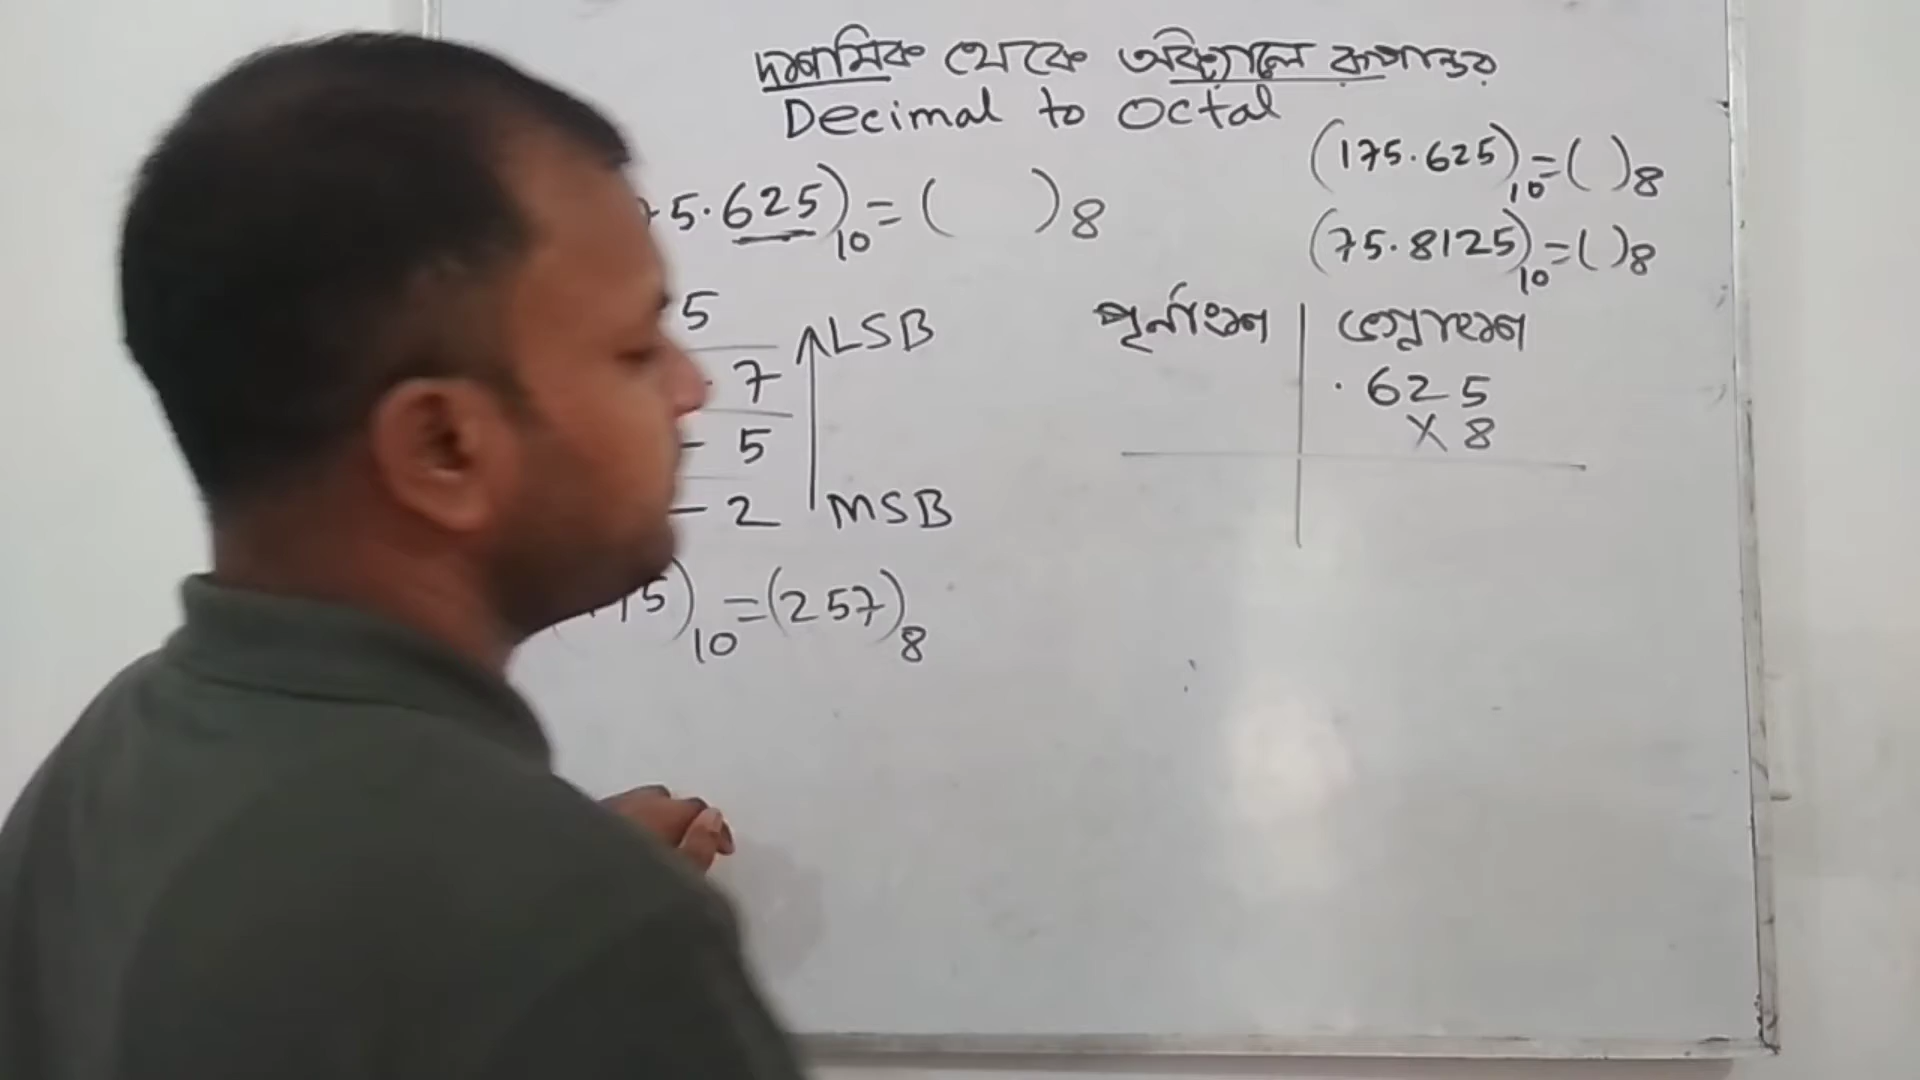 দশমিক থেকে অক্ট্যালে রূপান্তর
Decimal to Octal
5.625)10 = ( )8
(175.625)10 = ( )8
(75.8125)10 = ( )8
5
7
- 5
- 2
LSB
MSB
75)10 = (257)8
পূর্নাংশ
ভগ্নাংশ
.625
X 8